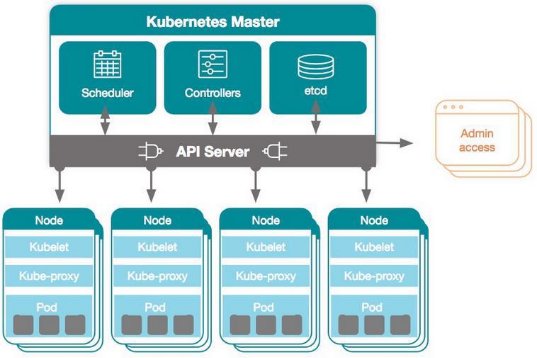 Kubernetes Master
Scheduler
Controllers
etcd
API Server
Admin
access
Node
Kubelet
Kube-proxy
Pod
Node
Kubelet
Kube-proxy
Pod
Node
Kubelet
Kube-proxy
Pod
Node
Kubelet
Kube-proxy
Pod